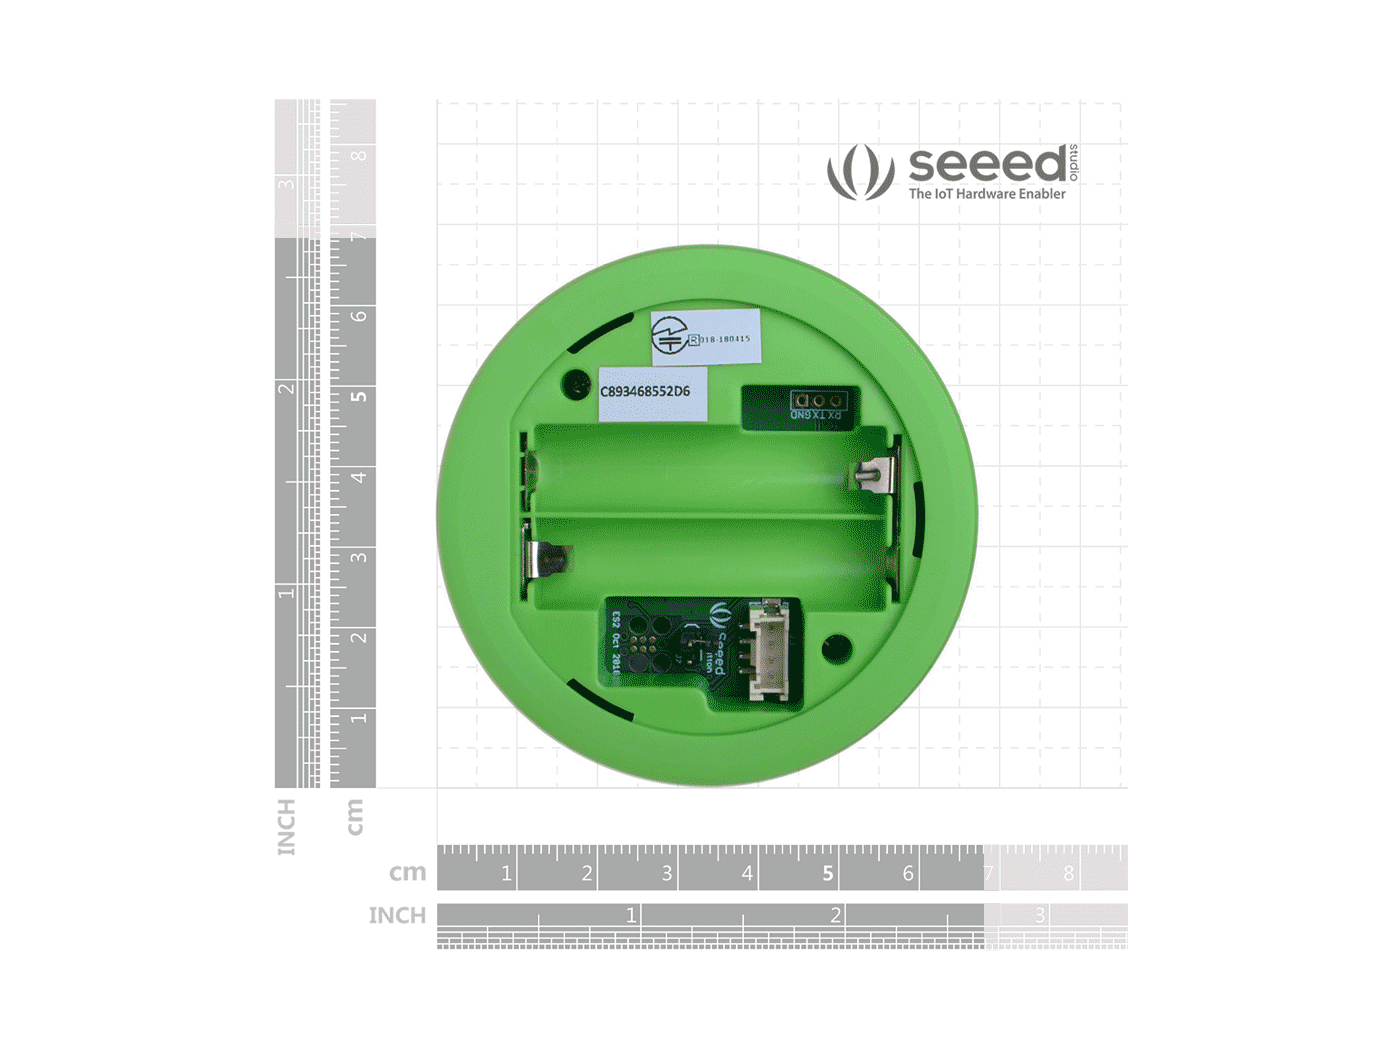 seeed
studio
The IoT Hardware Enabler
R 018-180415
C893468552D6
RX TX GND
ES2 Oct 2018
Seeed
J7
8
7
6
5
4
3
2
1
cm
3
2
1
INCH
cm 1 2 3 4 5 6 7 8
INCH 1 2 3